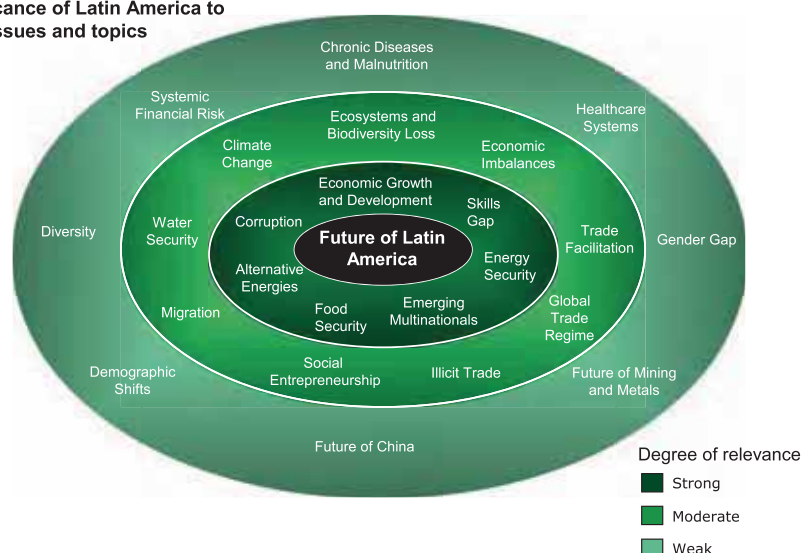 cance of Latin America to
ssues and topics
Chronic Diseases
and Malnutrition
Systemic
Financial Risk
Healthcare
Systems
Ecosystems and
Biodiversity Loss
Climate
Change
Economic
Imbalances
Economic Growth
and Development
Skills
Gap
Corruption
Water
Security
Diversity
Future of Latin
America
Trade
Facilitation
Gender Gap
Energy
Security
Alternative
Energies
Migration
Food
Security
Emerging
Multinationals
Global
Trade
Regime
Social
Entrepreneurship
Illicit Trade
Demographic
Shifts
Future of Mining
and Metals
Future of China
Degree of relevance
Strong
Moderate
Weak